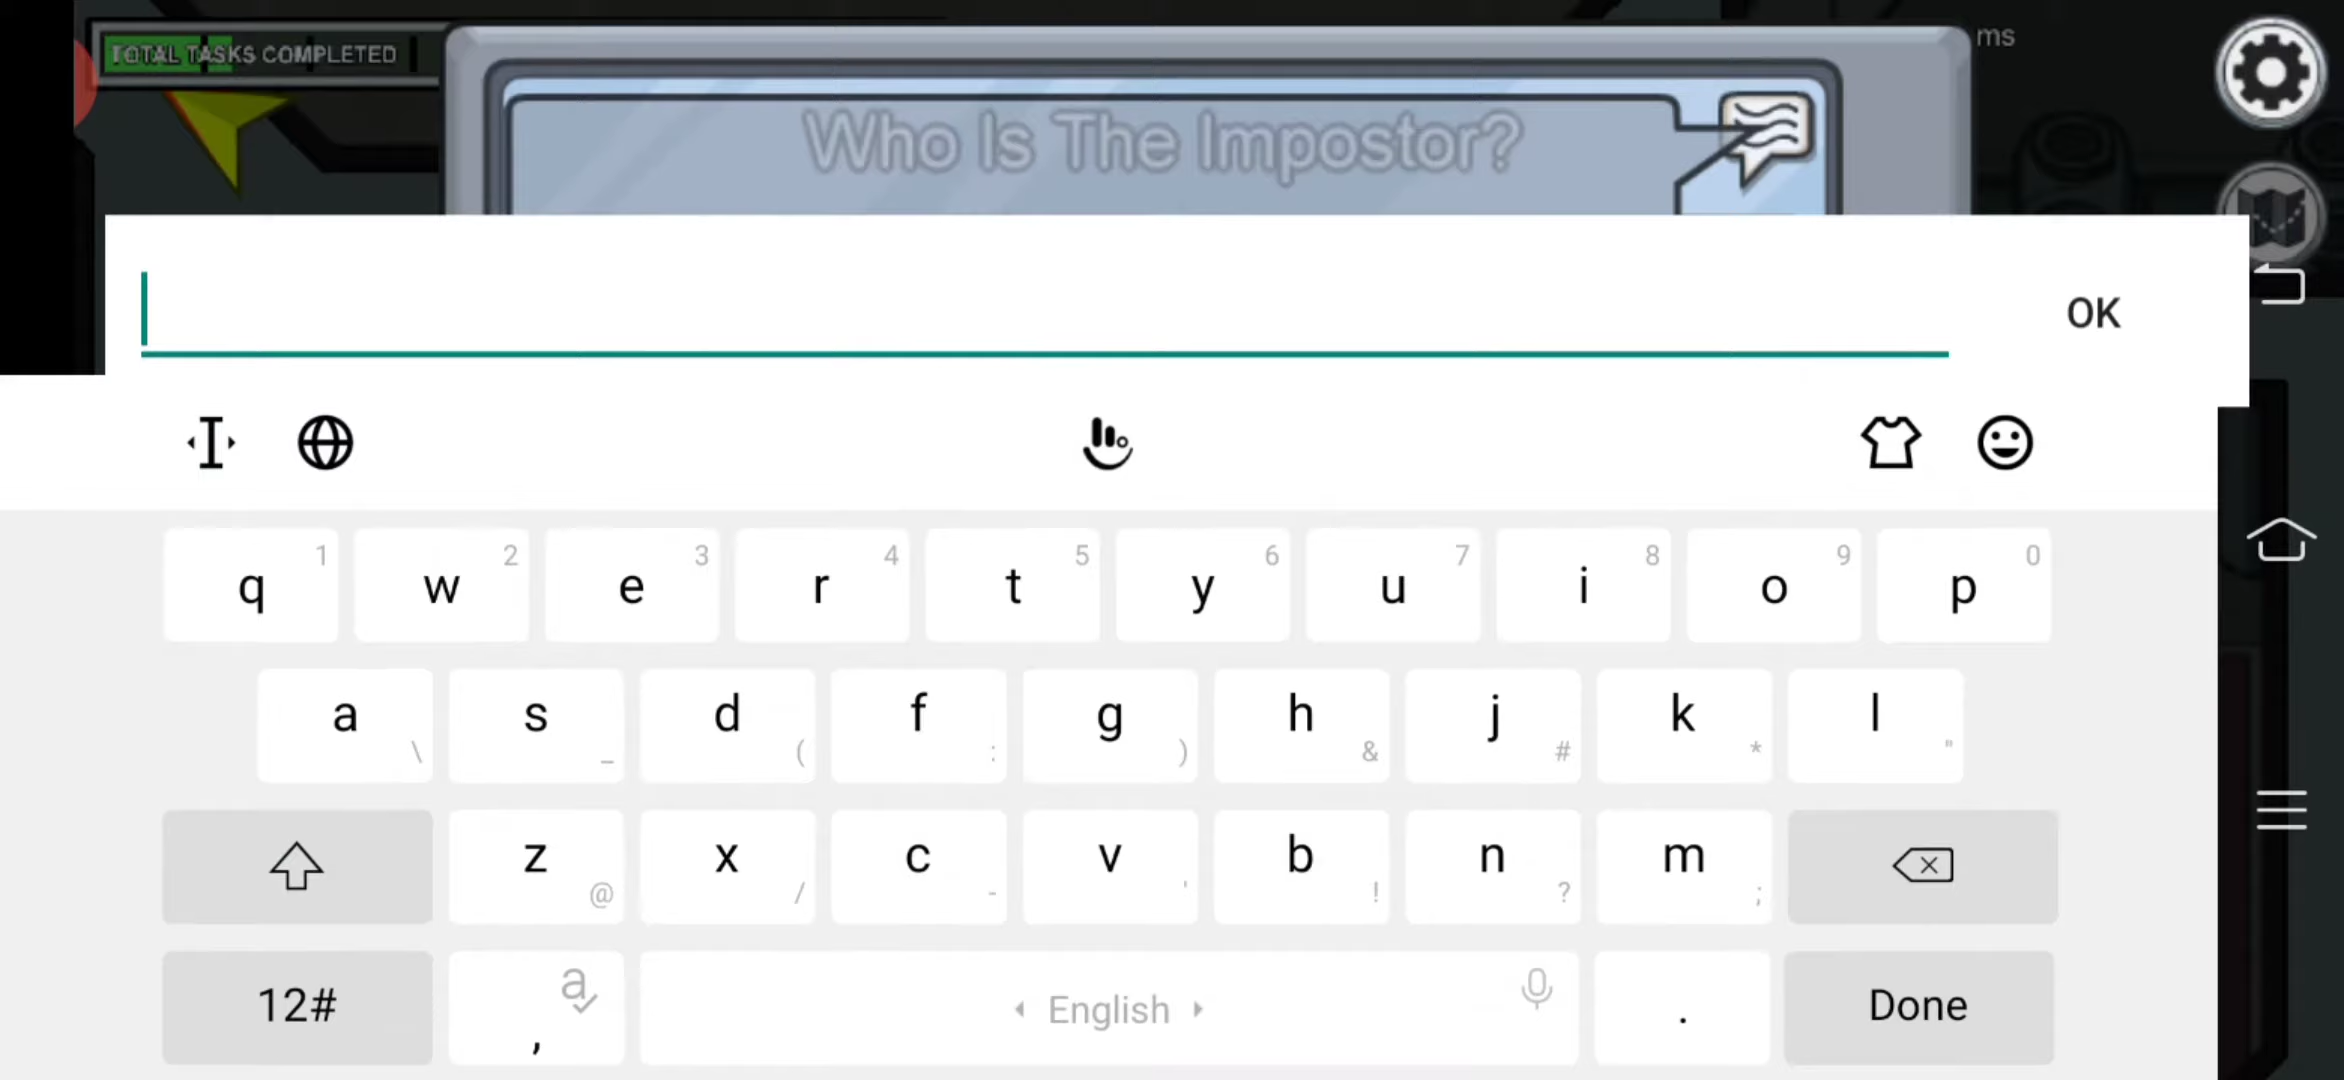 TOTAL TASKS COMPLETED
ms
Who Is The Impostor?
OK
q 1 w 2 e 3 r 4 t 5 y 6 u 7 i 8 o 9 p 0
a \ s _ d ( f : g ) h & j # k * l "
z @ x / c - v ' b ! n ? m ;
12# a , English . Done